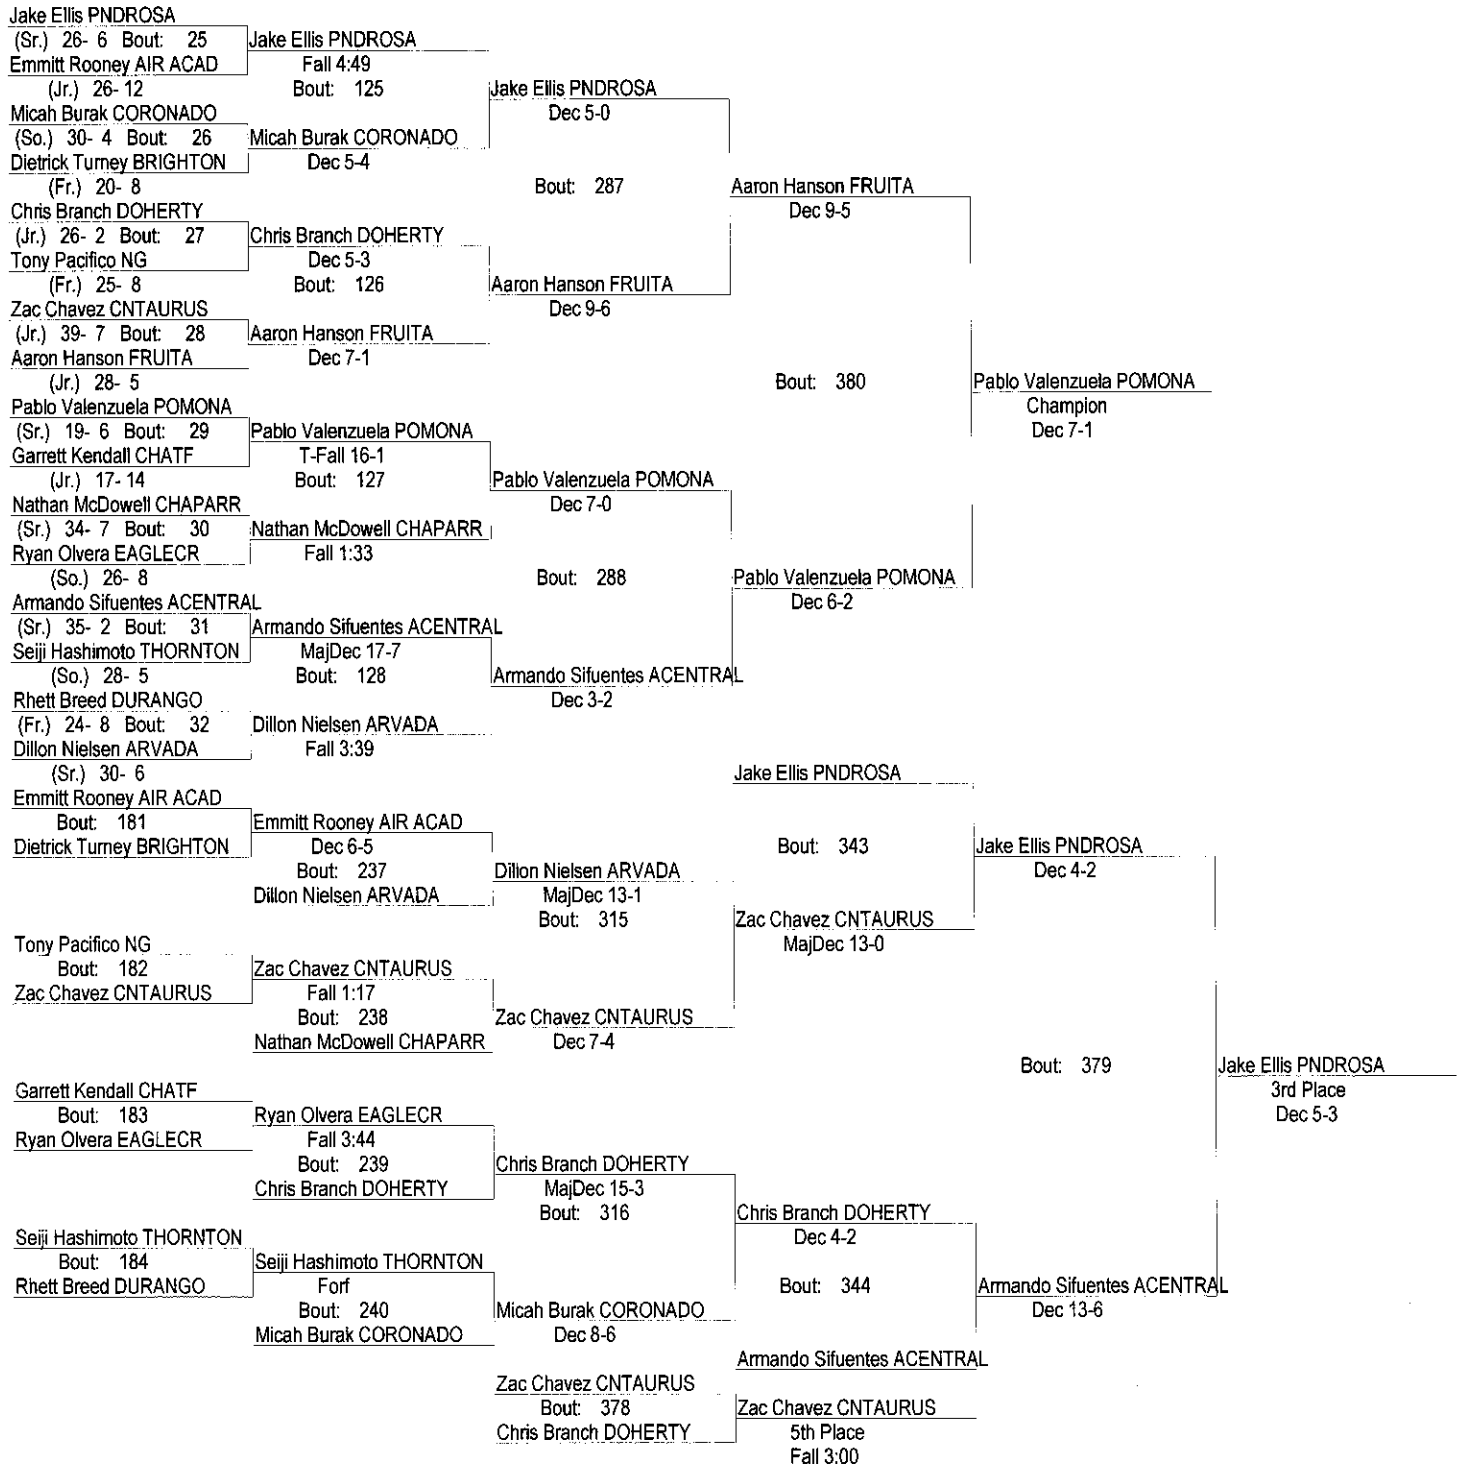 Jake Ellis PNDROSA
(Sr.) 26- 6 Bout: 25
Emmitt Rooney AIR ACAD
(Jr.) 26- 12
Micah Burak CORONADO
(So.) 30- 4 Bout: 26
Dietrick Turney BRIGHTON
(Fr.) 20- 8
Chris Branch DOHERTY
(Jr.) 26- 2 Bout: 27
Tony Pacifico NG
(Fr.) 25- 8
Zac Chavez CNTAURUS
(Jr.) 39- 7 Bout: 28
Aaron Hanson FRUITA
(Jr.) 28- 5
Pablo Valenzuela POMONA
(Sr.) 19- 6 Bout: 29
Garrett Kendall CHATF
(Jr.) 17- 14
Nathan McDowell CHAPARR
(Sr.) 34- 7 Bout: 30
Ryan Olvera EAGLECR
(So.) 26- 8
Armando Sifuentes ACENTRAL
(Sr.) 35- 2 Bout: 31
Seiji Hashimoto THORNTON
(So.) 28- 5
Rhett Breed DURANGO
(Fr.) 24- 8 Bout: 32
Dillon Nielsen ARVADA
(Sr.) 30- 6
Jake Ellis PNDROSA
Fall 4:49
Bout: 125
Micah Burak CORONADO
Dec 5-4
Chris Branch DOHERTY
Dec 5-3
Bout: 126
Aaron Hanson FRUITA
Dec 7-1
Pablo Valenzuela POMONA
T-Fall 16-1
Bout: 127
Nathan McDowell CHAPARR
Fall 1:33
Armando Sifuentes ACENTRAL
MajDec 17-7
Bout: 128
Dillon Nielsen ARVADA
Fall 3:39
Jake Ellis PNDROSA
Dec 5-0
Bout: 287
Aaron Hanson FRUITA
Dec 9-6
Pablo Valenzuela POMONA
Dec 7-0
Bout: 288
Armando Sifuentes ACENTRAL
Dec 3-2
Aaron Hanson FRUITA
Dec 9-5
Bout: 380
Pablo Valenzuela POMONA
Dec 6-2
Pablo Valenzuela POMONA
Champion
Dec 7-1
Emmitt Rooney AIR ACAD
Bout: 181
Dietrick Turney BRIGHTON
Tony Pacifico NG
Bout: 182
Zac Chavez CNTAURUS
Garrett Kendall CHATF
Bout: 183
Ryan Olvera EAGLECR
Seiji Hashimoto THORNTON
Bout: 184
Rhett Breed DURANGO
Emmitt Rooney AIR ACAD
Dec 6-5
Bout: 237
Dillon Nielsen ARVADA
Zac Chavez CNTAURUS
Fall 1:17
Bout: 238
Nathan McDowell CHAPARR
Ryan Olvera EAGLECR
Fall 3:44
Bout: 239
Chris Branch DOHERTY
Seiji Hashimoto THORNTON
Forf
Bout: 240
Micah Burak CORONADO
Dillon Nielsen ARVADA
MajDec 13-1
Bout: 315
Zac Chavez CNTAURUS
Dec 7-4
Chris Branch DOHERTY
MajDec 15-3
Bout: 316
Micah Burak CORONADO
Dec 8-6
Jake Ellis PNDROSA
Bout: 343
Zac Chavez CNTAURUS
MajDec 13-0
Chris Branch DOHERTY
Dec 4-2
Bout: 344
Armando Sifuentes ACENTRAL
Jake Ellis PNDROSA
Dec 4-2
Bout: 379
Armando Sifuentes ACENTRAL
Dec 13-6
Jake Ellis PNDROSA
3rd Place
Dec 5-3
Zac Chavez CNTAURUS
Bout: 378
Chris Branch DOHERTY
Zac Chavez CNTAURUS
5th Place
Fall 3:00